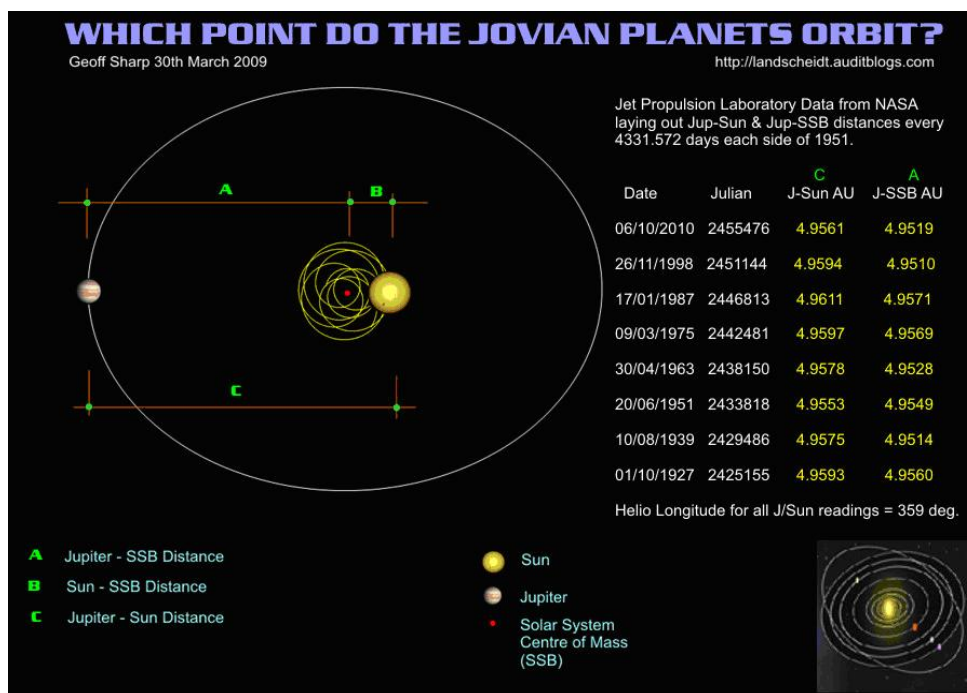 WHICH POINT DO THE JOVIAN PLANETS ORBIT?
Geoff Sharp 30th March 2009
http://landscheidt.auditblogs.com
Jet Propulsion Laboratory Data from NASA
laying out Jup-Sun & Jup-SSB distances every
4331.572 days each side of 1951.
A
B
C
C A
Date Julian J-Sun AU J-SSB AU
06/10/2010 2455476 4.9561 4.9519
26/11/1998 2451144 4.9594 4.9510
17/01/1987 2446813 4.9611 4.9571
09/03/1975 2442481 4.9597 4.9569
30/04/1963 2438150 4.9578 4.9528
20/06/1951 2433818 4.9553 4.9549
10/08/1939 2429486 4.9575 4.9514
01/10/1927 2425155 4.9593 4.9560
Helio Longitude for all J/Sun readings = 359 deg.
A Jupiter - SSB Distance
B Sun - SSB Distance
C Jupiter - Sun Distance
Sun
Jupiter
Solar System
Centre of Mass
(SSB)